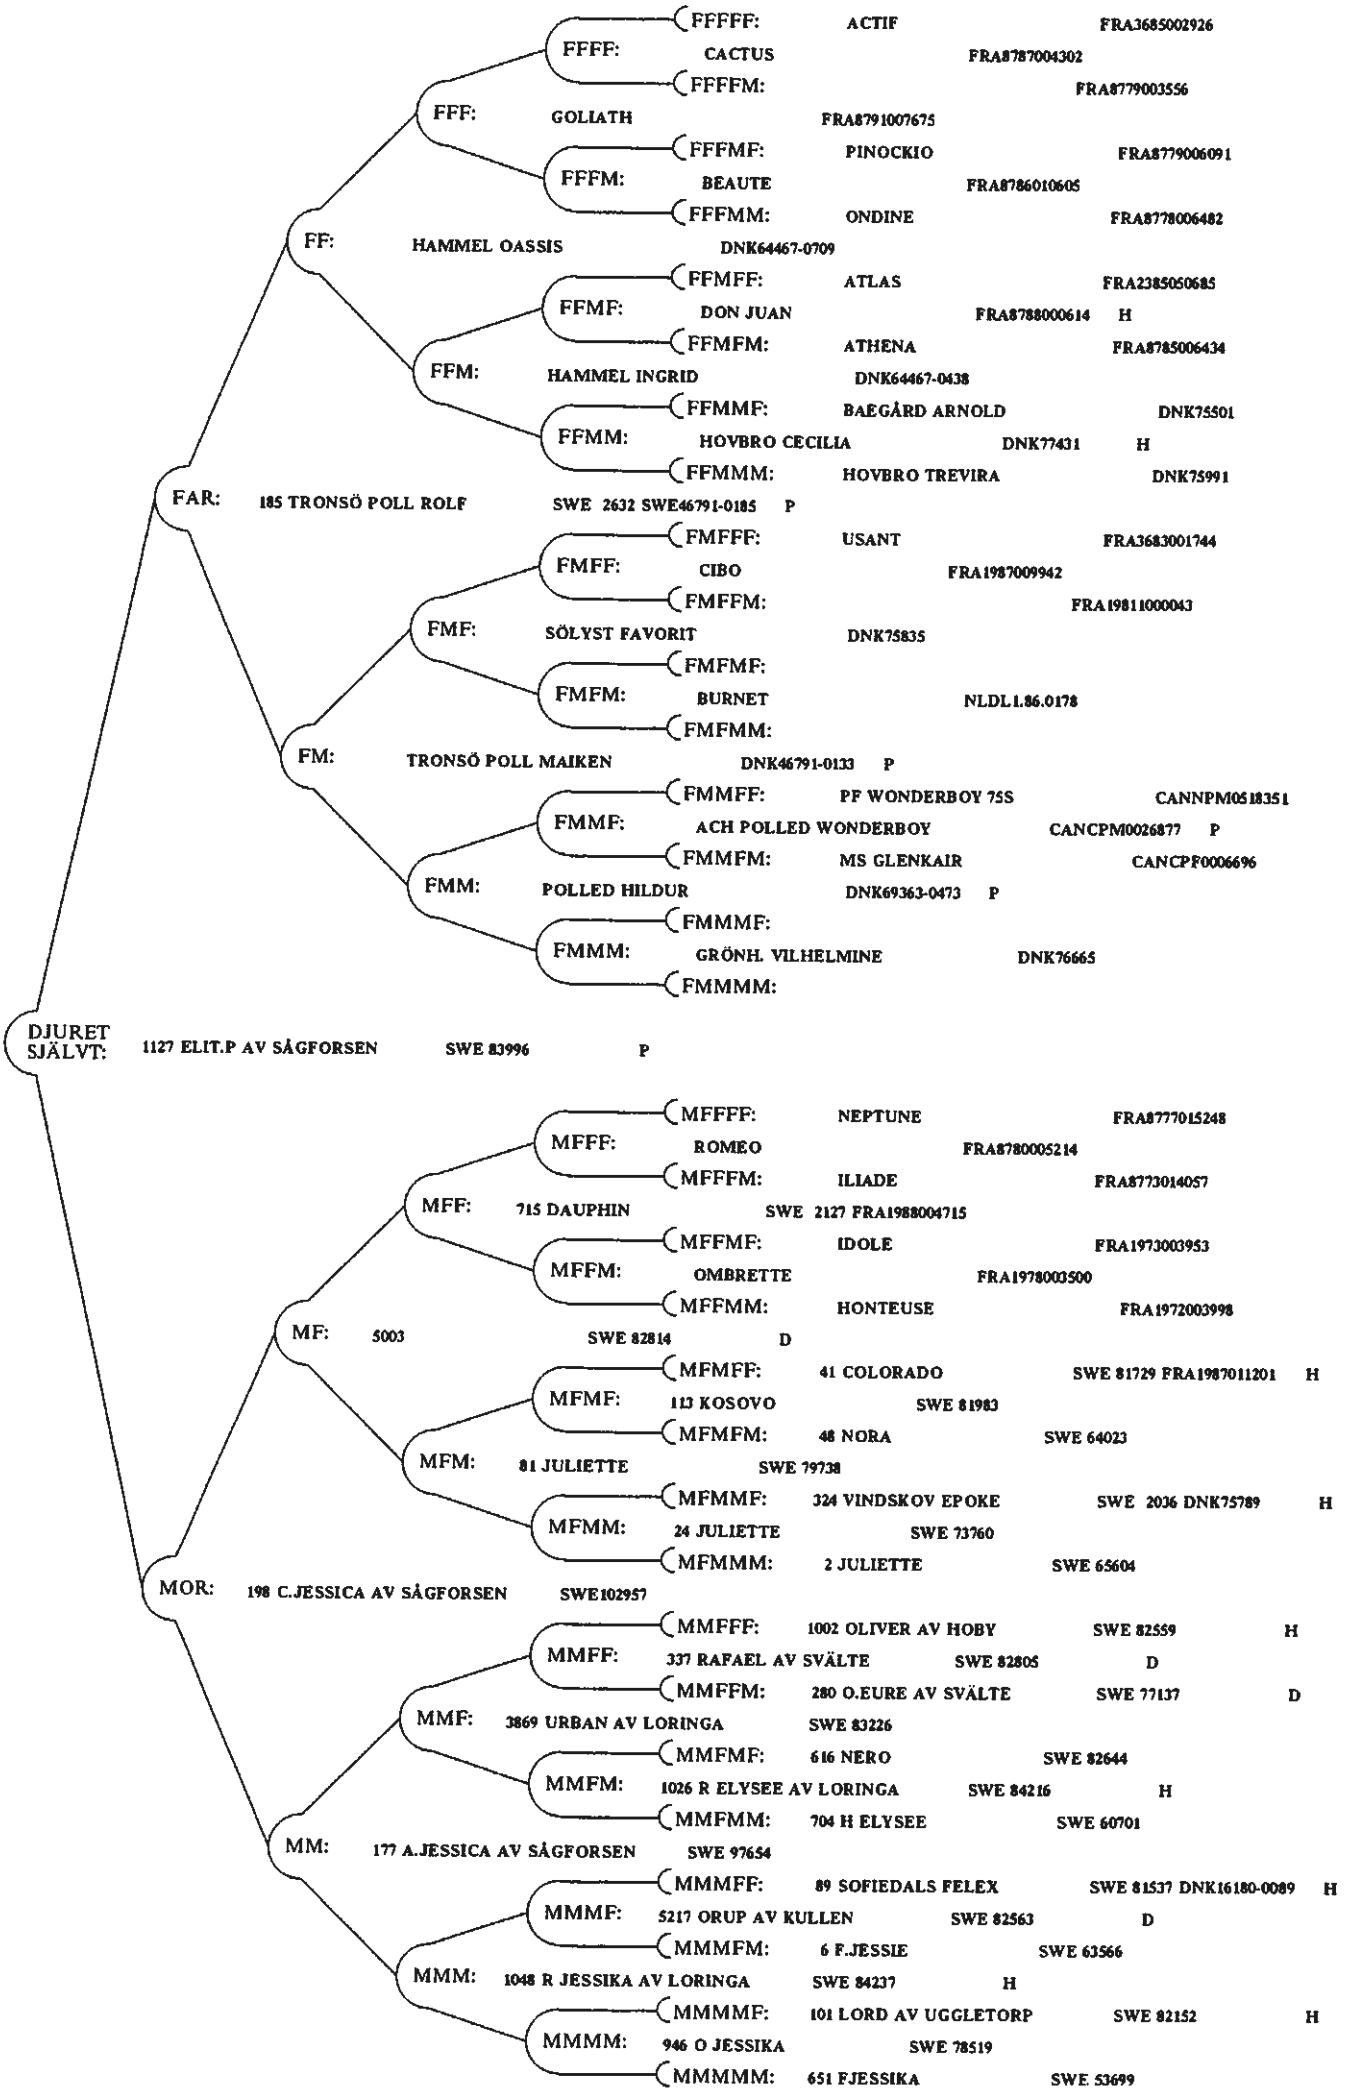 FFFFF: ACTIF FRA3685002926
FFFF: CACTUS FRA8787004302
FFFFM: FRA8779003556
FFF: GOLIATH FRA8791007675
FFFMF: PINOCKIO FRA8779006091
FFFM: BEAUTE FRA8786010605
FFFMM: ONDINE FRA8778006482
FF: HAMMEL OASSIS DNK64467-0709
FFMFF: ATLAS FRA2385050685
FFMF: DON JUAN FRA8788000614 H
FFMFM: ATHENA FRA8785006434
FFM: HAMMEL INGRID DNK64467-0438
FFMMF: BAEGÅRD ARNOLD DNK75501
FFMM: HOVBRO CECILIA DNK77431 H
FFMMM: HOVBRO TREVIRA DNK75991
FAR: 185 TRONSÖ POLL ROLF SWE 2632 SWE46791-0185 P
FMFFF: USANT FRA3683001744
FMFF: CIBO FRA1987009942
FMFFM: FRA19811000043
FMF: SÖLYST FAVORIT DNK75835
FMFMF:
FMFM: BURNET NLDL1.86.0178
FMFMM:
FM: TRONSÖ POLL MAIKEN DNK46791-0133 P
FMMFF: PF WONDERBOY 75S CANNPM0518351
FMMF: ACH POLLED WONDERBOY CANCPM0026877 P
FMMFM: MS GLENKAIR CANCPF0006696
FMM: POLLED HILDUR DNK69363-0473 P
FMMMF:
FMMM: GRÖNH. VILHELMINE DNK76665
FMMMM:
DJURET
SJÄLVT: 1127 ELIT.P AV SÅGFORSEN SWE 83996 P
MFFFF: NEPTUNE FRA8777015248
MFFF: ROMEO FRA8780005214
MFFFM: ILIADE FRA8773014057
MFF: 715 DAUPHIN SWE 2127 FRA1988004715
MFFMF: IDOLE FRA1973003953
MFFM: OMBRETTE FRA1978003500
MFFMM: HONTEUSE FRA1972003998
MF: 5003 SWE 82814 D
MFMFF: 41 COLORADO SWE 81729 FRA1987011201 H
MFMF: 113 KOSOVO SWE 81983
MFMFM: 48 NORA SWE 64023
MFM: 81 JULIETTE SWE 79738
MFMMF: 324 VINDSKOV EPOKE SWE 2036 DNK75789 H
MFMM: 24 JULIETTE SWE 73760
MFMMM: 2 JULIETTE SWE 65604
MOR: 198 C.JESSICA AV SÅGFORSEN SWE102957
MMFFF: 1002 OLIVER AV HOBY SWE 82559 H
MMFF: 337 RAFAEL AV SVÄLTE SWE 82805 D
MMFFM: 280 O.EURE AV SVÄLTE SWE 77137 D
MMF: 3869 URBAN AV LORINGA SWE 83226
MMFMF: 616 NERO SWE 82644
MMFM: 1026 R ELYSEE AV LORINGA SWE 84216 H
MMFMM: 704 H ELYSEE SWE 60701
MM: 177 A.JESSICA AV SÅGFORSEN SWE 97654
MMMFF: 89 SOFIEDALS FELEX SWE 81537 DNK16180-0089 H
MMMF: 5217 ORUP AV KULLEN SWE 82563 D
MMMFM: 6 F.JESSIE SWE 63566
MMM: 1048 R JESSIKA AV LORINGA SWE 84237 H
MMMMF: 101 LORD AV UGGLETORP SWE 82152 H
MMMM: 946 O JESSIKA SWE 78519
MMMMM: 651 FJESSIKA SWE 53699